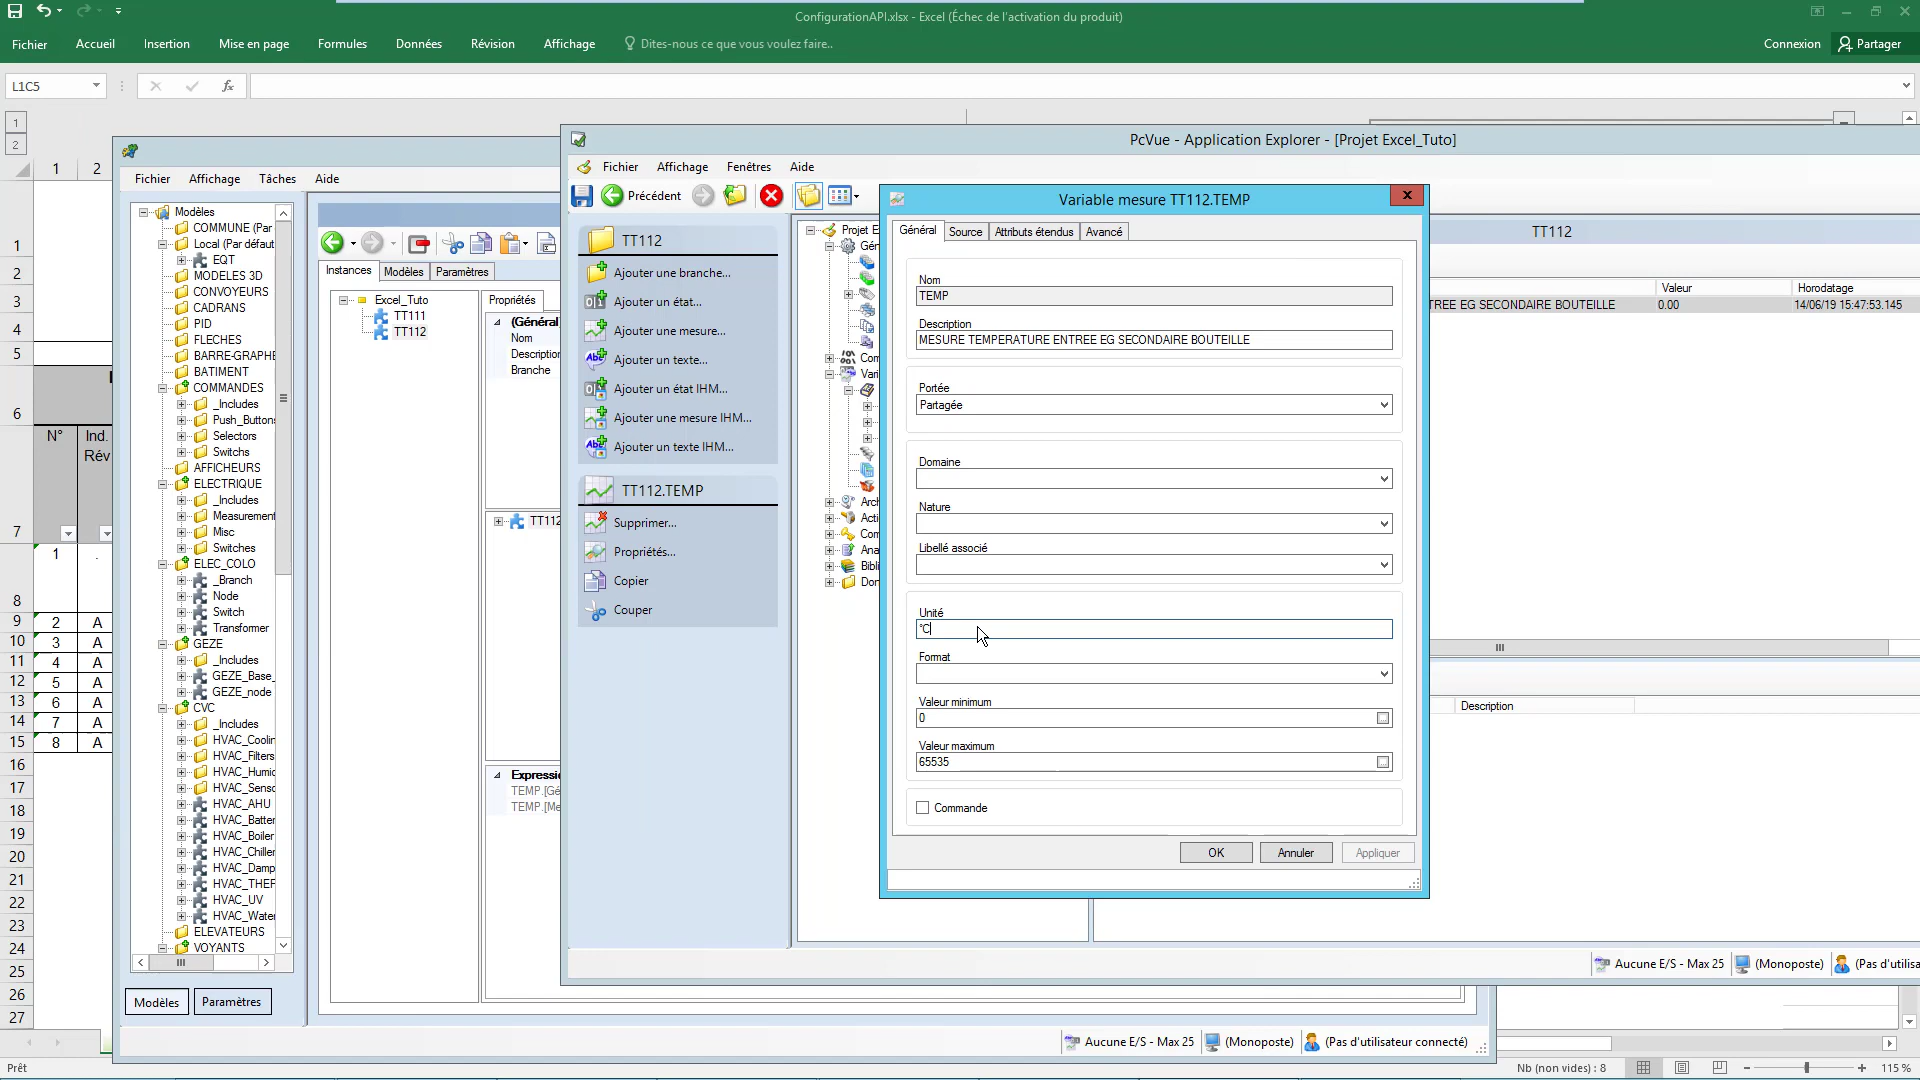 ConfigurationAPI.xlsx - Excel (Échec de l'activation du produit)
Fichier Accueil Insertion Mise en page Formules Données Révision Affichage Dites-nous ce que vous voulez faire.. Connexion Partager
L1C5 fx
1
2
1 2
1
2
3
4
5
6
7
8
9
10
11
12
13
14
15
16
17
18
19
20
21
22
23
24
25
26
27
N° Ind.
Rév
1 .
2 A
3 A
4 A
5 A
6 A
7 A
8 A
Prêt
Nb (non vides) : 8
115 %
Fichier Affichage Tâches Aide
Modèles
COMMUNE (Par
Local (Par défaut
EQT
MODELES 3D
CONVOYEURS
CADRANS
PID
FLECHES
BARRE-GRAPHE
BATIMENT
COMMANDES
_Includes
Push_Buttons
Selectors
Switchs
AFFICHEURS
ELECTRIQUE
_Includes
Measurement
Misc
Switches
ELEC_COLO
_Branch
Node
Switch
Transformer
GEZE
_Includes
GEZE_Base_
GEZE_node
CVC
_Includes
HVAC_Coolin
HVAC_Filters
HVAC_Humic
HVAC_Senso
HVAC_AHU
HVAC_Batter
HVAC_Boiler
HVAC_Chiller
HVAC_Damp
HVAC_THEF
HVAC_UV
HVAC_Water
ELEVATEURS
VOYANTS
Modèles Paramètres
Instances Modèles Paramètres
Excel_Tuto
TT111
TT112
Propriétés
(Général
Nom
Description
Branche
TT112
Expression
TEMP.[Gé
TEMP.[Me
Aucune E/S - Max 25 (Monoposte) (Pas d'utilisateur connecté)
PcVue - Application Explorer - [Projet Excel_Tuto]
Fichier Affichage Fenêtres Aide
Précédent
TT112
Ajouter une branche...
Ajouter un état...
Ajouter une mesure...
Ajouter un texte...
Ajouter un état IHM...
Ajouter une mesure IHM...
Ajouter un texte IHM...
TT112.TEMP
Supprimer...
Propriétés...
Copier
Couper
Projet E
Gén
Com
Vari
Arch
Acti
Com
Ana
Bibl
Don
TT112
Valeur Horodatage
TREE EG SECONDAIRE BOUTEILLE 0.00 14/06/19 15:47:53.145
Description
Aucune E/S - Max 25 (Monoposte) (Pas d'utilisa
Variable mesure TT112.TEMP
Général Source Attributs étendus Avancé
Nom
TEMP
Description
MESURE TEMPERATURE ENTREE EG SECONDAIRE BOUTEILLE
Portée
Partagée
Domaine
Nature
Libellé associé
Unité
°C
Format
Valeur minimum
0
Valeur maximum
65535
Commande
OK Annuler Appliquer